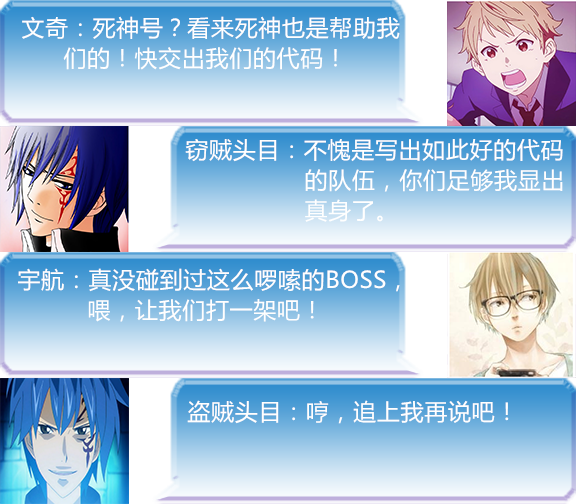 文奇：死神号？看来死神也是帮助我
们的！快交出我们的代码！
窃贼头目：不愧是写出如此好的代码
的队伍，你们足够我显出
真身了。
宇航：真没碰到过这么啰嗦的BOSS，
喂，让我们打一架吧！
盗贼头目：哼，追上我再说吧！